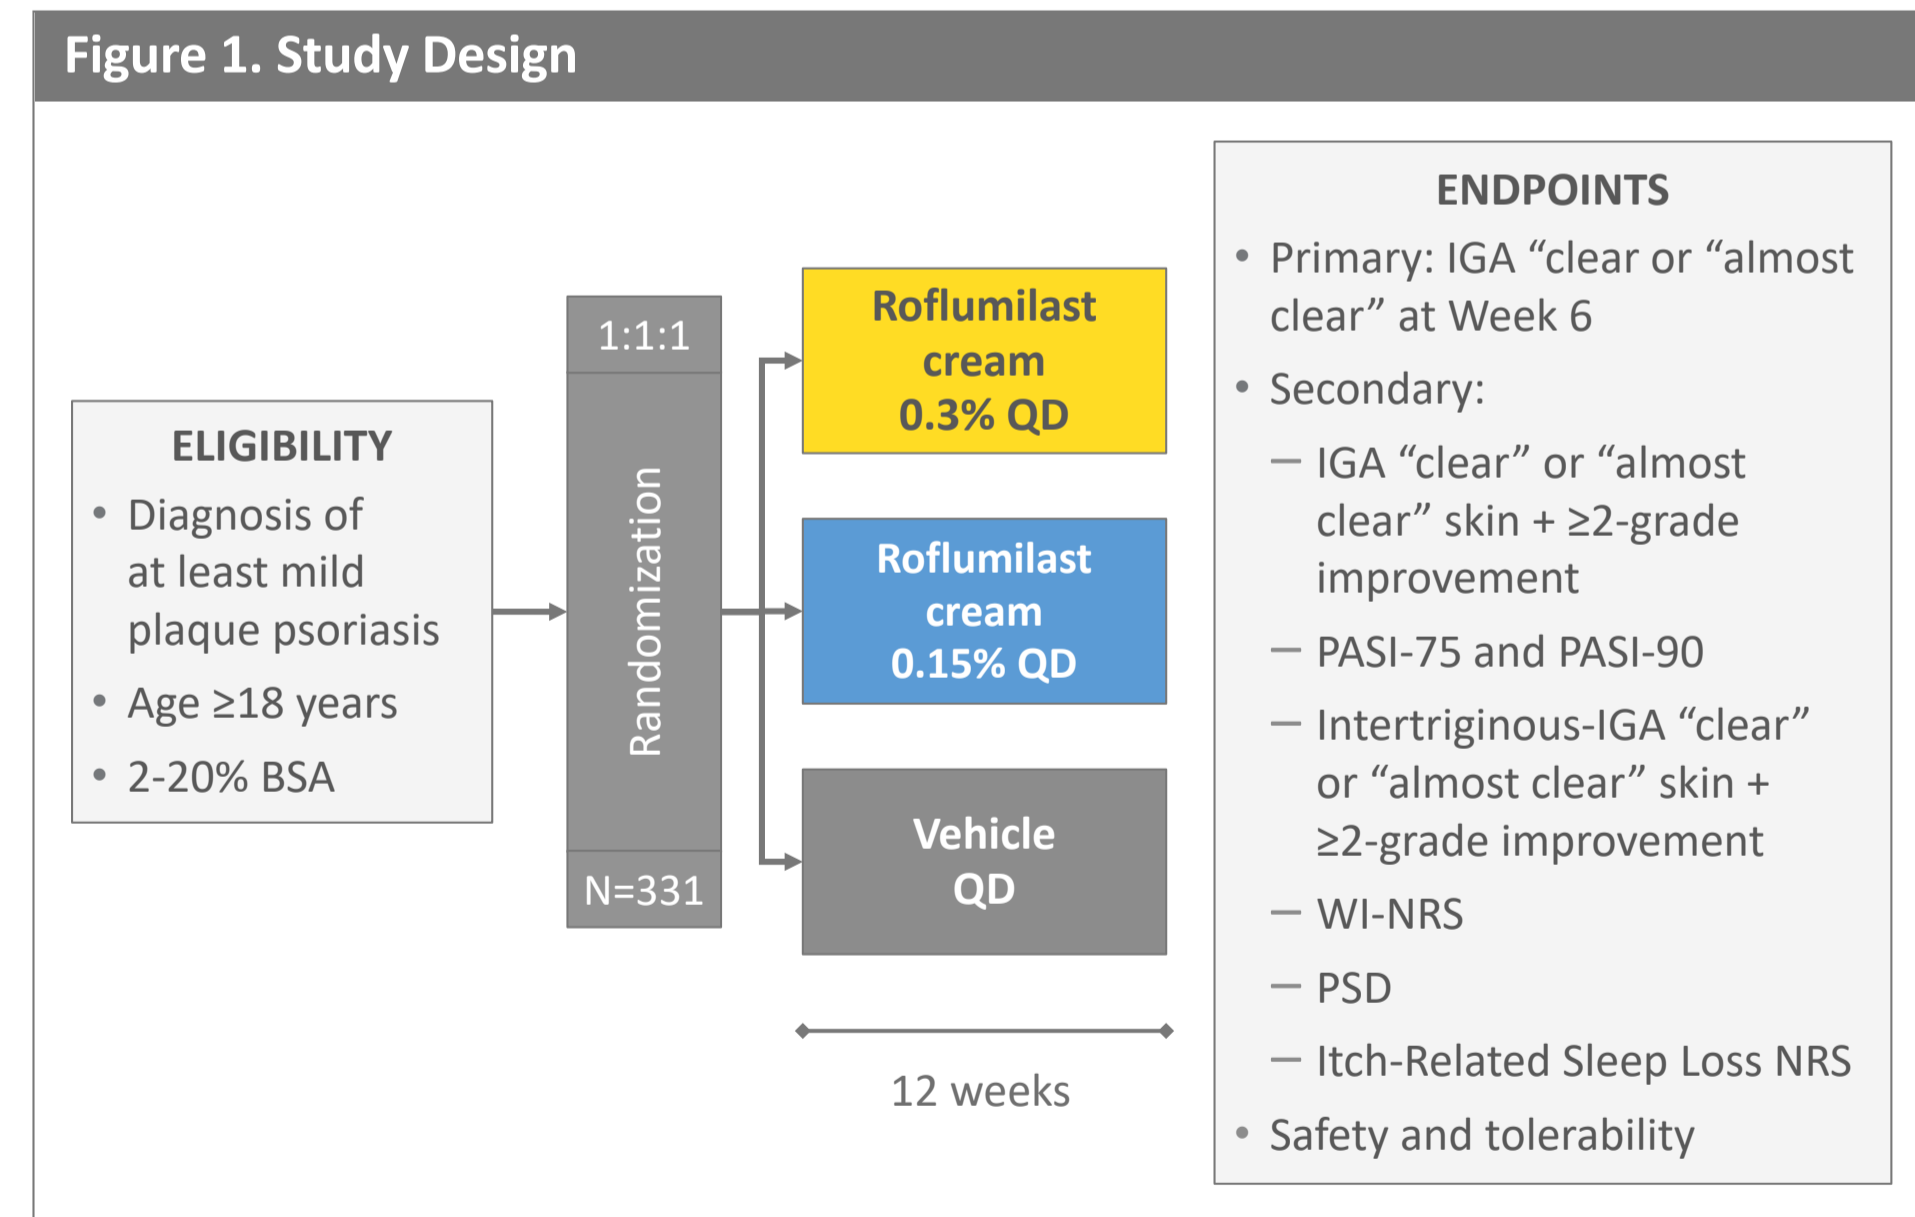 Figure 1. Study Design
ELIGIBILITY
• Diagnosis of
at least mild
plaque psoriasis
• Age ≥18 years
• 2-20% BSA
1:1:1
Randomization
N=331
Roflumilast
cream
0.3% QD
Roflumilast
cream
0.15% QD
Vehicle
QD
12 weeks
ENDPOINTS
• Primary: IGA “clear or “almost
clear” at Week 6
• Secondary:
— IGA “clear” or “almost
clear” skin + ≥2-grade
improvement
— PASI-75 and PASI-90
— Intertriginous-IGA “clear”
or “almost clear” skin +
≥2-grade improvement
— WI-NRS
— PSD
— Itch-Related Sleep Loss NRS
• Safety and tolerability